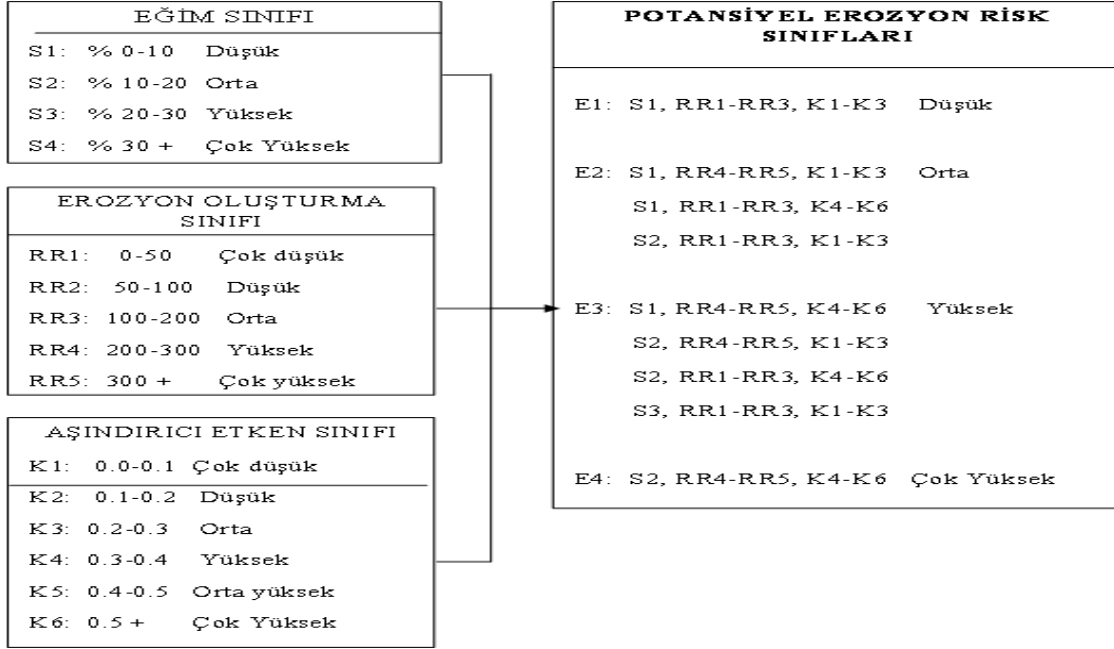 EĞİM SINIFI
S1: % 0-10 Düşük
S2: % 10-20 Orta
S3: % 20-30 Yüksek
S4: % 30 + Çok Yüksek
EROZYON OLUŞTURMA
SINIFI
RR1: 0-50 Çok düşük
RR2: 50-100 Düşük
RR3: 100-200 Orta
RR4: 200-300 Yüksek
RR5: 300 + Çok yüksek
AŞINDIRICI ETKEN SINIFI
K1: 0.0-0.1 Çok düşük
K2: 0.1-0.2 Düşük
K3: 0.2-0.3 Orta
K4: 0.3-0.4 Yüksek
K5: 0.4-0.5 Orta yüksek
K6: 0.5 + Çok Yüksek
POTANSİYEL EROZYON RİSK
SINIFLARI
E1: S1, RR1-RR3, K1-K3 Düşük
E2: S1, RR4-RR5, K1-K3 Orta
S1, RR1-RR3, K4-K6
S2, RR1-RR3, K1-K3
E3: S1, RR4-RR5, K4-K6 Yüksek
S2, RR4-RR5, K1-K3
S2, RR1-RR3, K4-K6
S3, RR1-RR3, K1-K3
E4: S2, RR4-RR5, K4-K6 Çok Yüksek